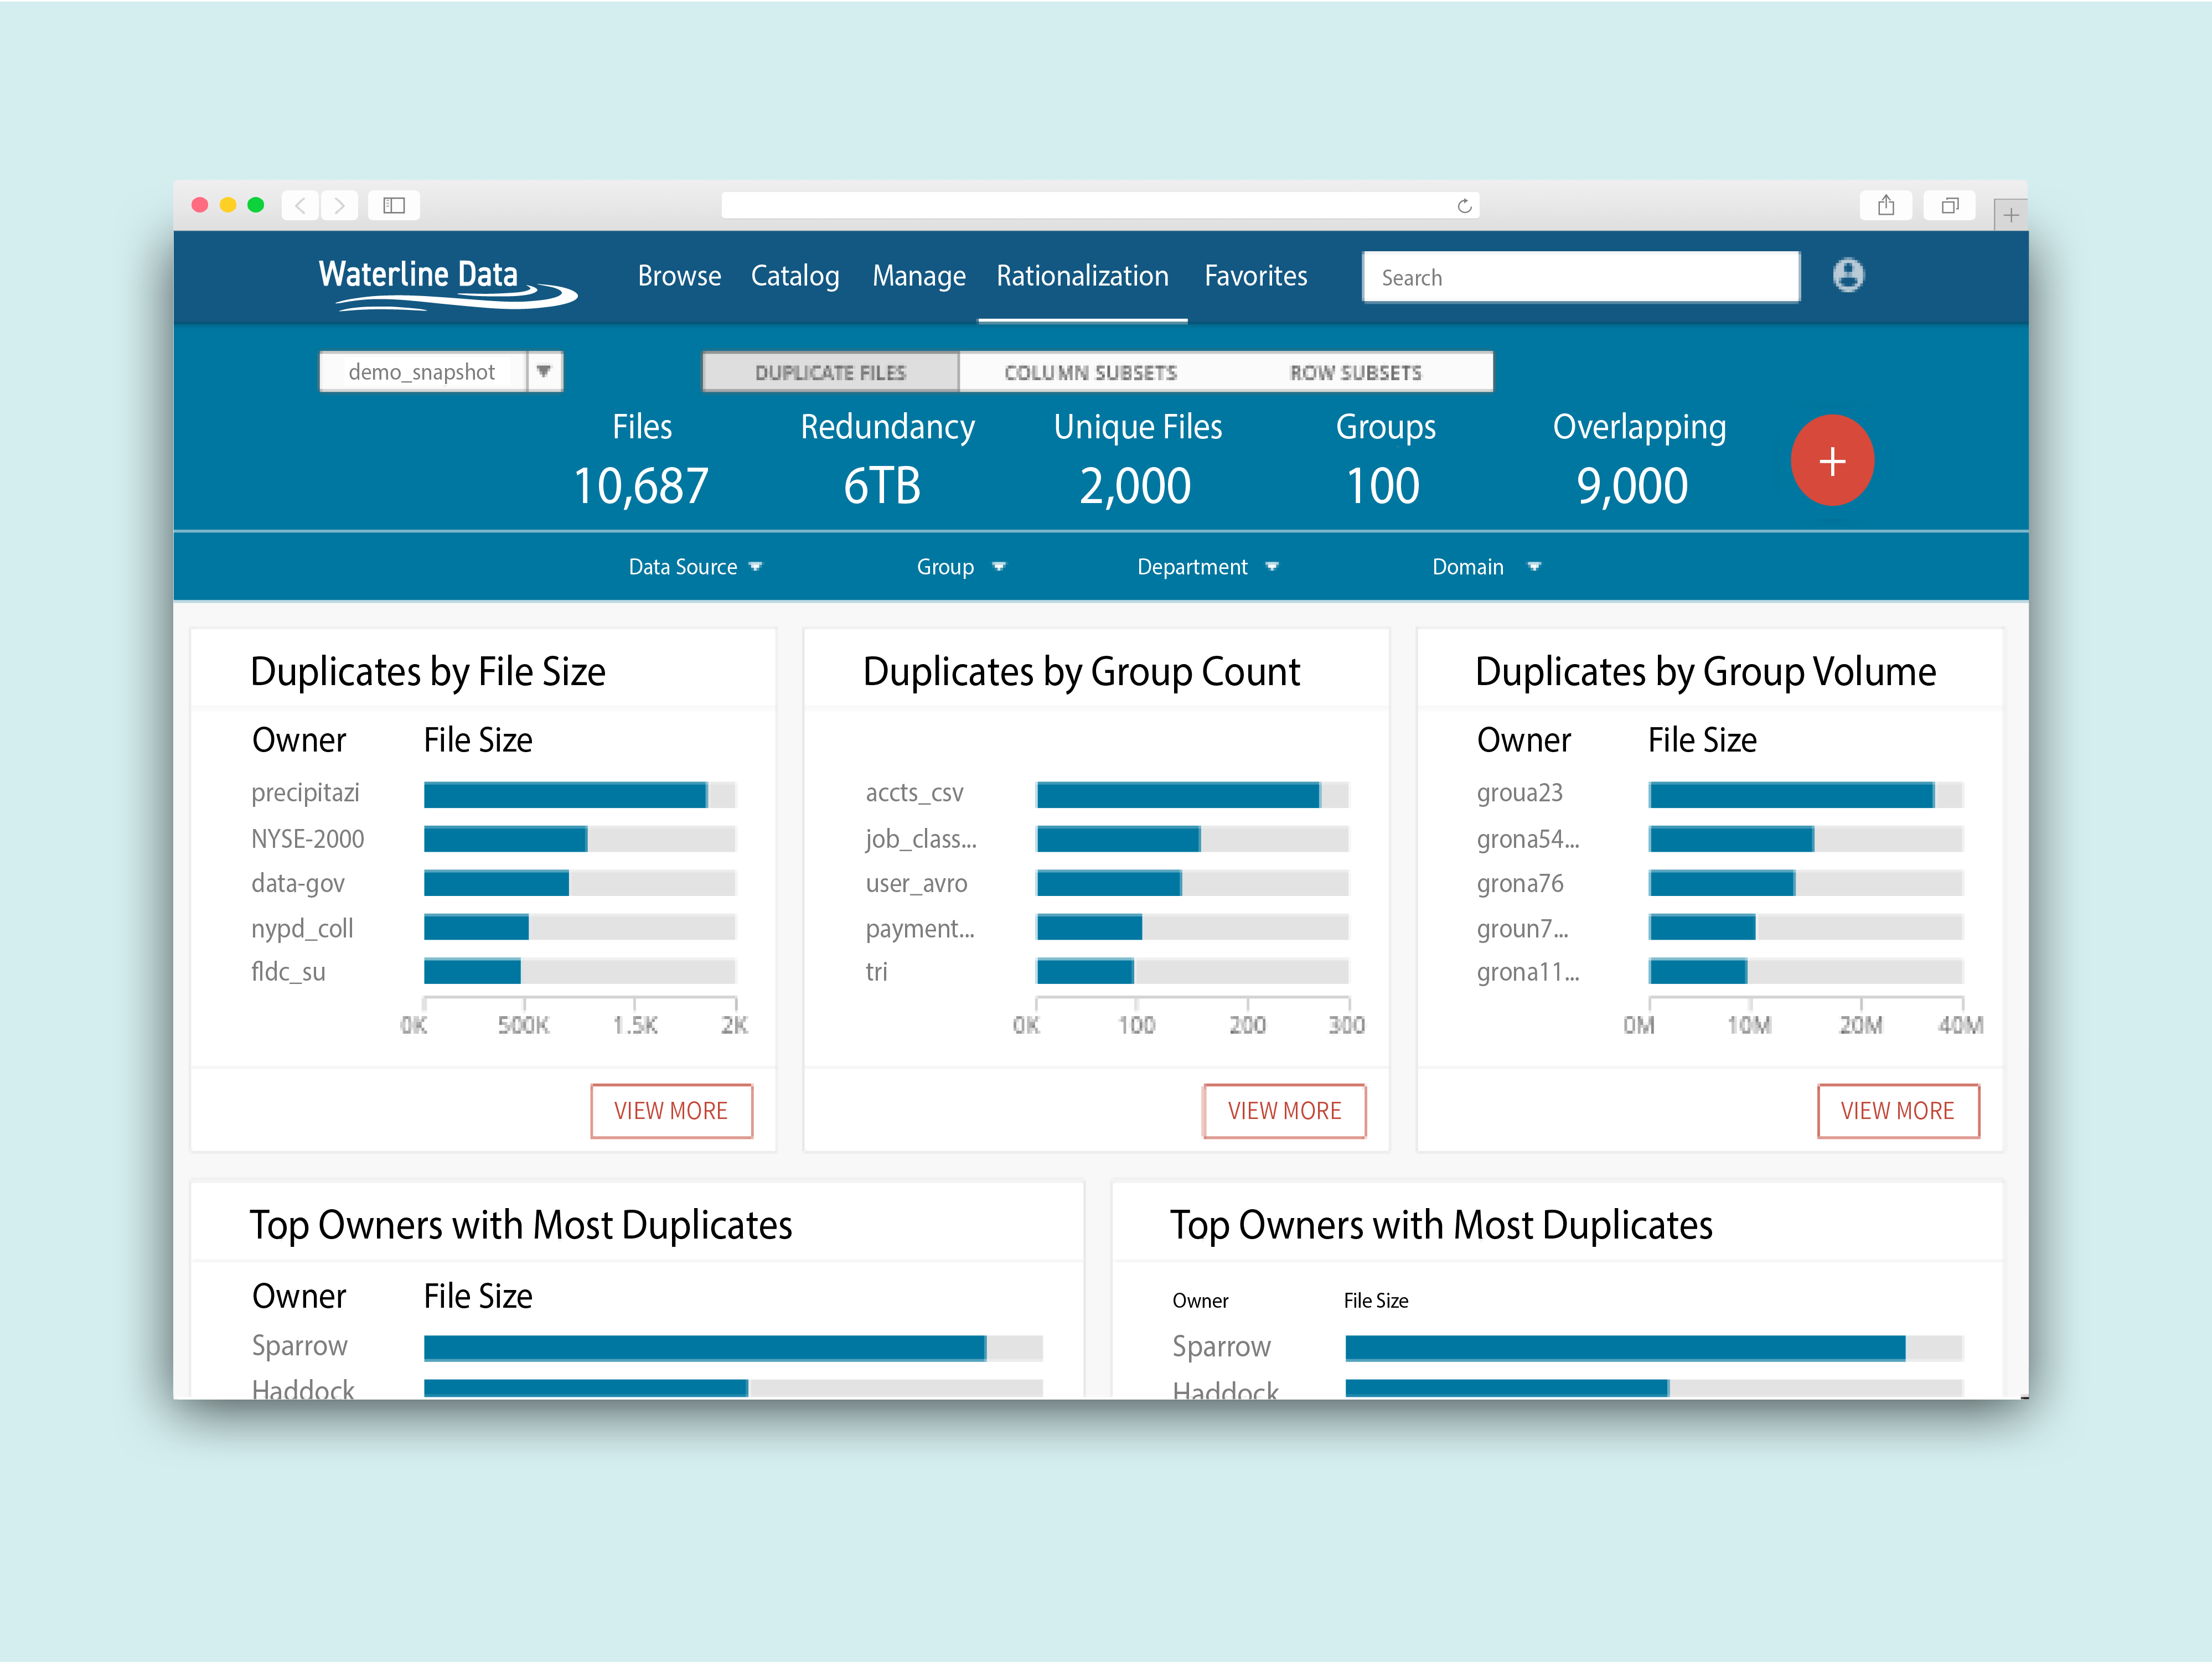 Waterline Data
Browse Catalog Manage Rationalization Favorites Search
demo_snapshot DUPLICATE FILES COLUMN SUBSETS ROW SUBSETS
Files Redundancy Unique Files Groups Overlapping
10,687 6TB 2,000 100 9,000 +
Data Source Group Department Domain
Duplicates by File Size
Owner File Size
precipitazi
NYSE-2000
data-gov
nypd_coll
fldc_su
0K 500K 1.5K 2K
VIEW MORE
Duplicates by Group Count
accts_csv
job_class...
user_avro
payment...
tri
0K 100 200 300
VIEW MORE
Duplicates by Group Volume
Owner File Size
groua23
grona54...
grona76
groun7...
grona11...
0M 10M 20M 40M
VIEW MORE
Top Owners with Most Duplicates
Owner File Size
Sparrow
Haddock
Top Owners with Most Duplicates
Owner File Size
Sparrow
Haddock